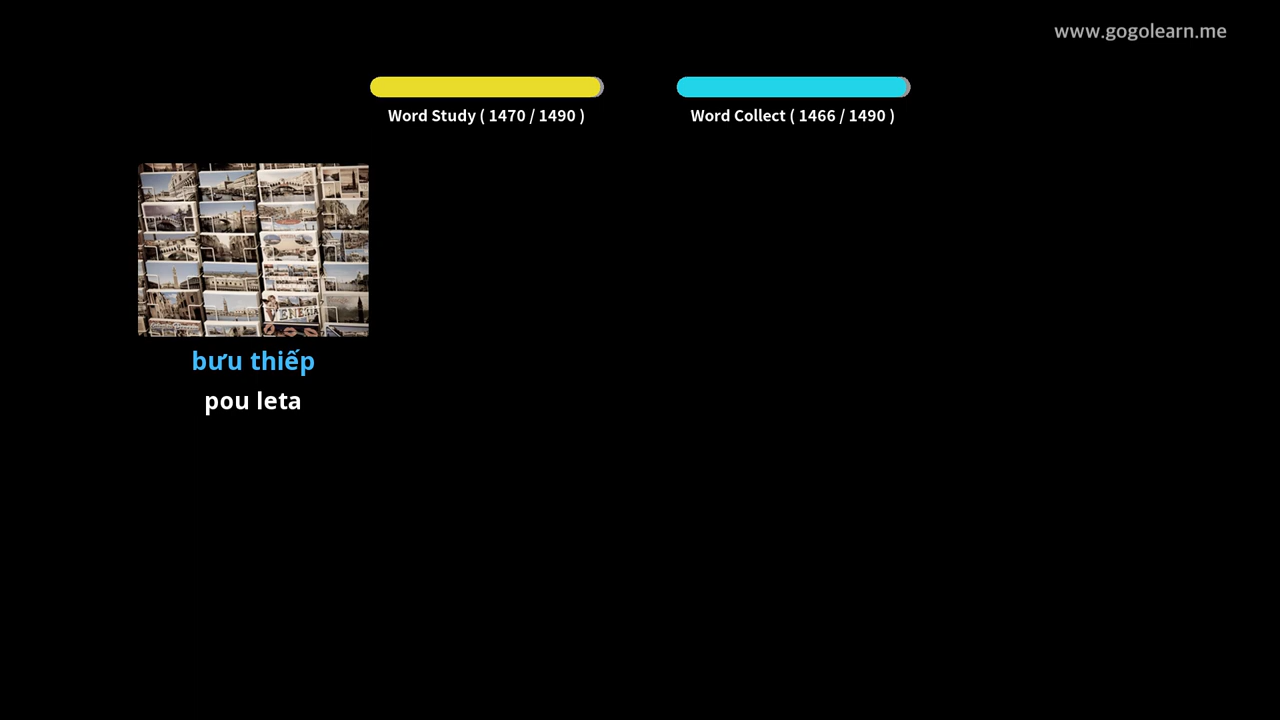 www.gogolearn.me
Word Study ( 1470 / 1490 )
Word Collect ( 1466 / 1490 )
bưu thiếp
pou leta